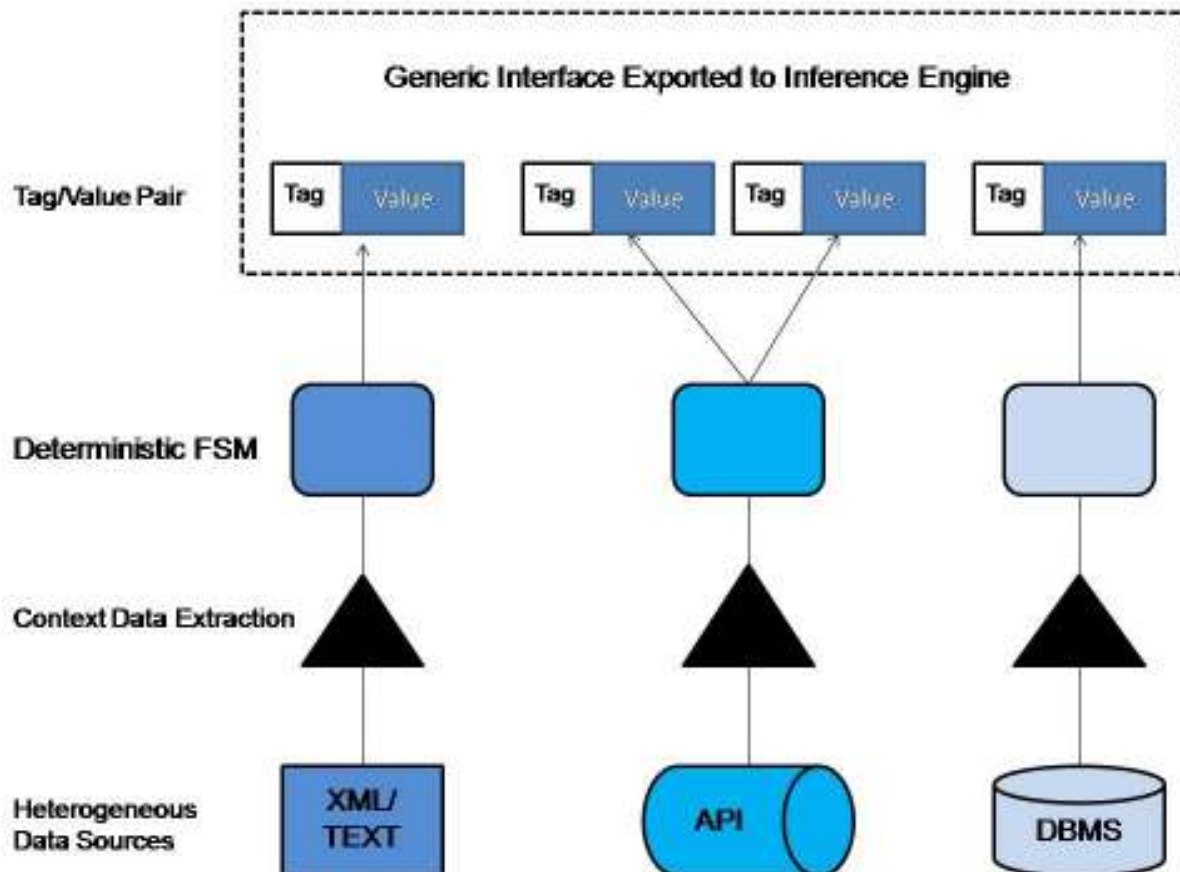 Generic Interface Exported to Inference Engine
Tag/Value Pair
Tag Value
Tag Value
Tag Value
Tag Value
Deterministic FSM
Context Data Extraction
Heterogeneous
Data Sources
XML/
TEXT
API
DBMS